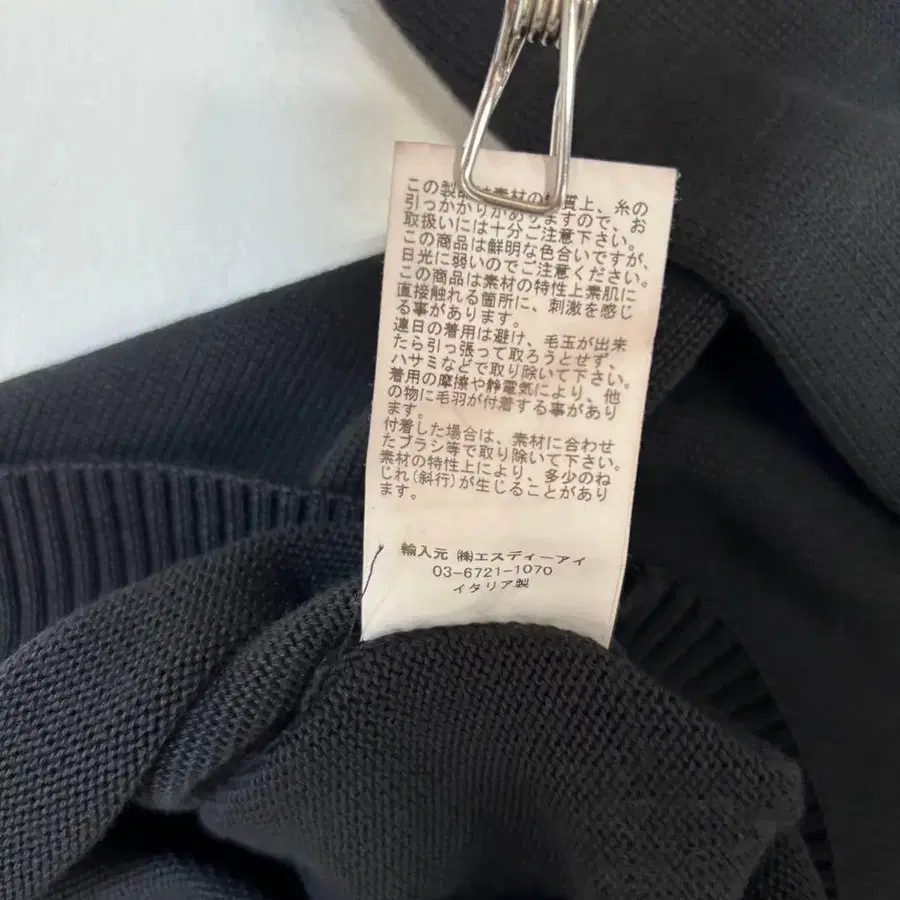 この製品は素材の性質上、糸の
引っかかりがありますので、お
取扱いには十分ご注意下さい。
この商品は鮮明な色合いですが、
日光に弱いのでご注意ください。
この商品は素材の特性上素肌に
直接触れる箇所に、刺激を感じ
る事があります。
連日の着用は避け、毛玉が出来
たら引っ張って取ろうとせず、
ハサミなどで取り除いて下さい。
着用の摩擦や静電気により、他
の物に毛羽が付着する事があり
ます。
付着した場合は、素材に合わせ
たブラシ等で取り除いて下さい。
素材の特性上により、多少のね
じれ(斜行)が生じることがあり
ます。
輸入元 ㈱エスディーアイ
03-6721-1070
イタリア製